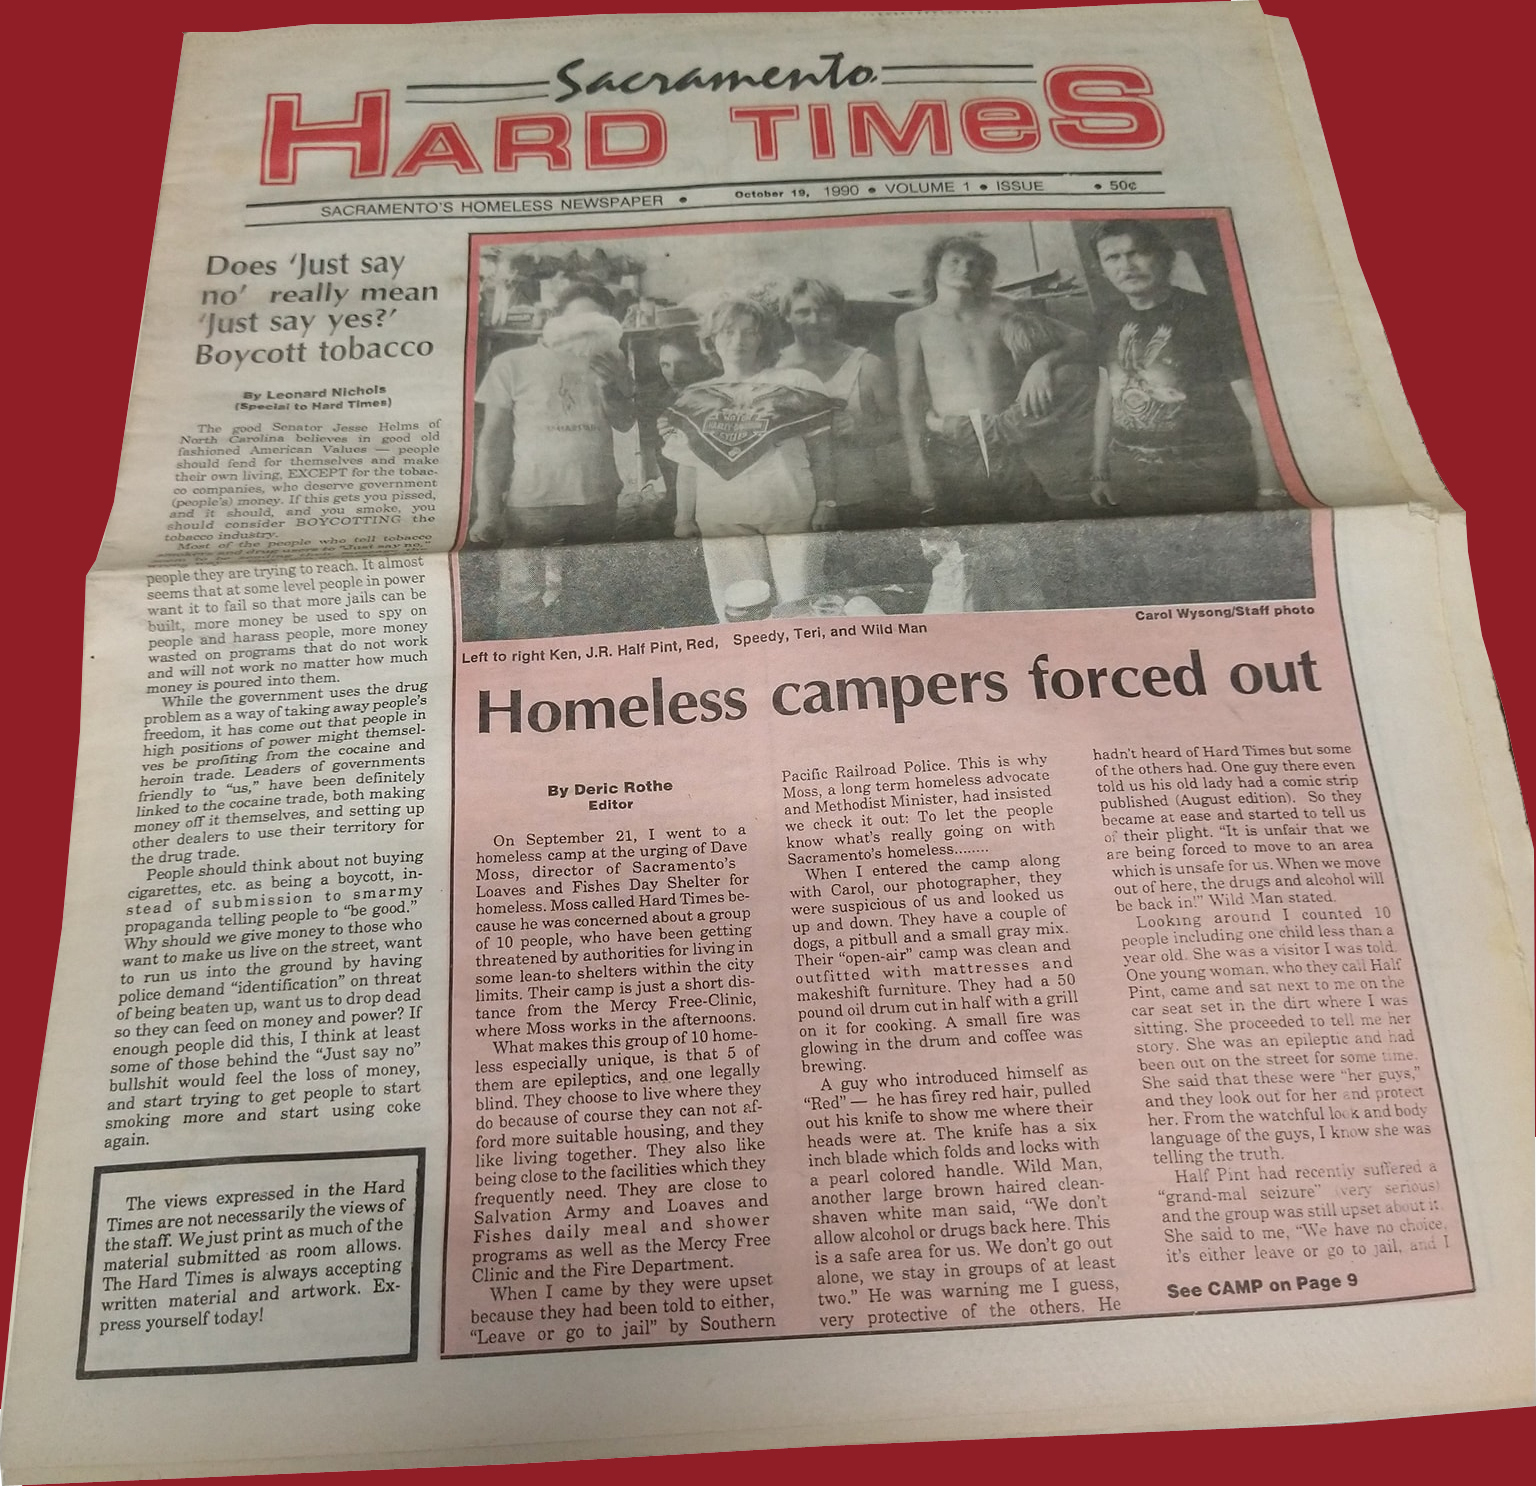 Sacramento
HARD TIMES
SACRAMENTO'S HOMELESS NEWSPAPER • October 19, 1990 • VOLUME 1 • ISSUE • 50¢
Does 'Just say
no' really mean
'Just say yes?'
Boycott tobacco
By Leonard Nichols
(Special to Hard Times)
The good Senator Jesse Helms of
North Carolina believes in good old
fashioned American Values — people
should fend for themselves and make
their own living, EXCEPT for the tobac-
co companies, who deserve government
(people's) money. If this gets you pissed,
and it should, and you smoke, you
should consider BOYCOTTING the
tobacco industry.
Most of the people who tell tobacco
smokers and drug users to "Just say no,"
people they are trying to reach. It almost
seems that at some level people in power
want it to fail so that more jails can be
built, more money be used to spy on
people and harass people, more money
wasted on programs that do not work
and will not work no matter how much
money is poured into them.
While the government uses the drug
problem as a way of taking away people's
freedom, it has come out that people in
high positions of power might themsel-
ves be profiting from the cocaine and
heroin trade. Leaders of governments
friendly to "us," have been definitely
linked to the cocaine trade, both making
money off it themselves, and setting up
other dealers to use their territory for
the drug trade.
People should think about not buying
cigarettes, etc. as being a boycott, in-
stead of submission to smarmy
propaganda telling people to "be good."
Why should we give money to those who
want to make us live on the street, want
to run us into the ground by having
police demand "identification" on threat
of being beaten up, want us to drop dead
so they can feed on money and power? If
enough people did this, I think at least
some of those behind the "Just say no"
bullshit would feel the loss of money,
and start trying to get people to start
smoking more and start using coke
again.
The views expressed in the Hard
Times are not necessarily the views of
the staff. We just print as much of the
material submitted as room allows.
The Hard Times is always accepting
written material and artwork. Ex-
press yourself today!
HARLEY-DAVIDSON
Carol Wysong/Staff photo
Left to right Ken, J.R. Half Pint, Red, Speedy, Teri, and Wild Man
Homeless campers forced out
By Deric Rothe
Editor
On September 21, I went to a
homeless camp at the urging of Dave
Moss, director of Sacramento's
Loaves and Fishes Day Shelter for
homeless. Moss called Hard Times be-
cause he was concerned about a group
of 10 people, who have been getting
threatened by authorities for living in
some lean-to shelters within the city
limits. Their camp is just a short dis-
tance from the Mercy Free-Clinic,
where Moss works in the afternoons.
What makes this group of 10 home-
less especially unique, is that 5 of
them are epileptics, and one legally
blind. They choose to live where they
do because of course they can not af-
ford more suitable housing, and they
like living together. They also like
being close to the facilities which they
frequently need. They are close to
Salvation Army and Loaves and
Fishes daily meal and shower
programs as well as the Mercy Free
Clinic and the Fire Department.
When I came by they were upset
because they had been told to either,
"Leave or go to jail" by Southern
Pacific Railroad Police. This is why
Moss, a long term homeless advocate
and Methodist Minister, had insisted
we check it out: To let the people
know what's really going on with
Sacramento's homeless........
When I entered the camp along
with Carol, our photographer, they
were suspicious of us and looked us
up and down. They have a couple of
dogs, a pitbull and a small gray mix.
Their "open-air" camp was clean and
outfitted with mattresses and
makeshift furniture. They had a 50
pound oil drum cut in half with a grill
on it for cooking. A small fire was
glowing in the drum and coffee was
brewing.
A guy who introduced himself as
"Red" — he has firey red hair, pulled
out his knife to show me where their
heads were at. The knife has a six
inch blade which folds and locks with
a pearl colored handle. Wild Man,
another large brown haired clean-
shaven white man said, "We don't
allow alcohol or drugs back here. This
is a safe area for us. We don't go out
alone, we stay in groups of at least
two." He was warning me I guess,
very protective of the others. He
hadn't heard of Hard Times but some
of the others had. One guy there even
told us his old lady had a comic strip
published (August edition). So they
became at ease and started to tell us
of their plight. "It is unfair that we
are being forced to move to an area
which is unsafe for us. When we move
out of here, the drugs and alcohol will
be back in!" Wild Man stated.
Looking around I counted 10
people including one child less than a
year old. She was a visitor I was told.
One young woman, who they call Half
Pint, came and sat next to me on the
car seat set in the dirt where I was
sitting. She proceeded to tell me her
story. She was an epileptic and had
been out on the street for some time.
She said that these were "her guys,"
and they look out for her and protect
her. From the watchful look and body
language of the guys, I know she was
telling the truth.
Half Pint had recently suffered a
"grand-mal seizure" (very serious)
and the group was still upset about it.
She said to me, "We have no choice,
it's either leave or go to jail, and I
See CAMP on Page 9